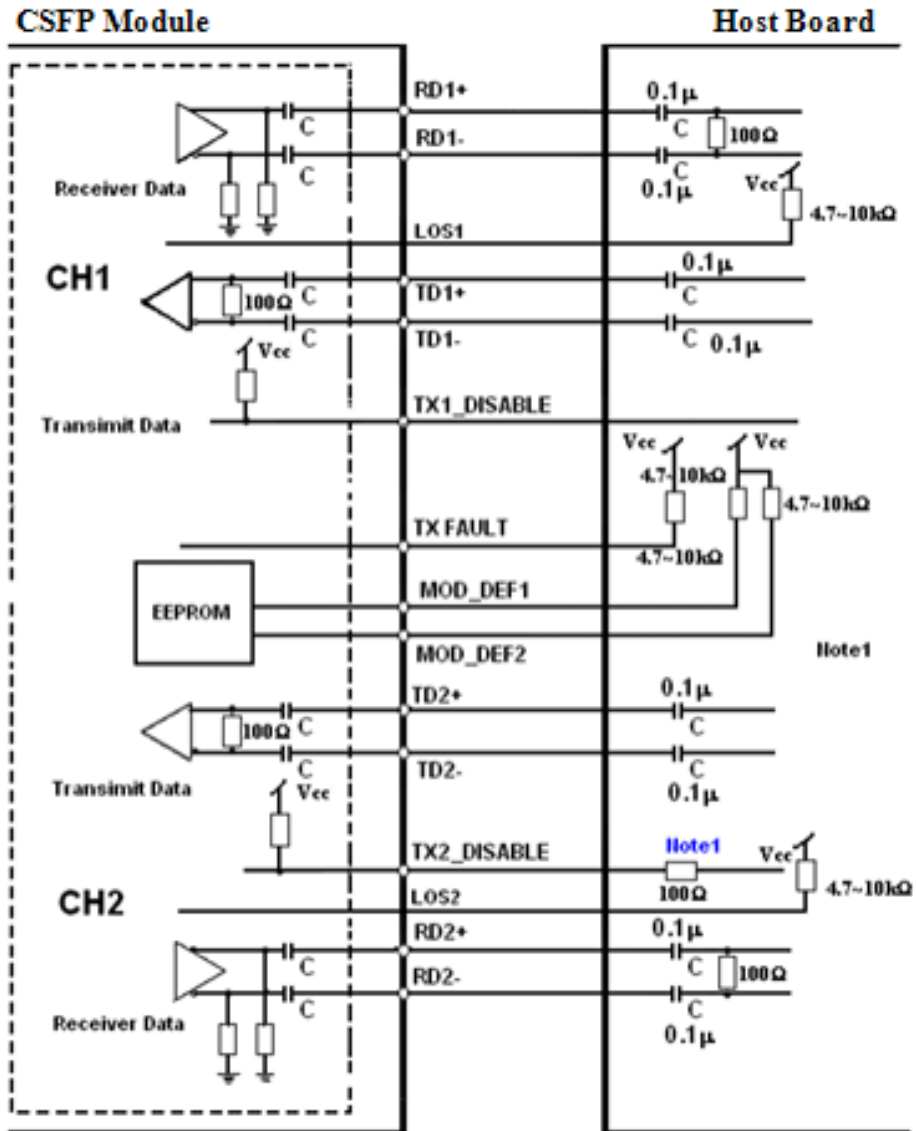 CSFP Module
Host Board
RD1+
0.1μ
C
C
100Ω
RD1-
C
C
0.1μ
Vcc
4.7~10kΩ
Receiver Data
LOS1
CH1
0.1μ
100Ω
C
TD1+
C
C
TD1-
C
0.1μ
Vcc
TX1_DISABLE
Transimit Data
Vcc
Vcc
4.7~10kΩ
4.7~10kΩ
TX FAULT
4.7~10kΩ
EEPROM
MOD_DEF1
MOD_DEF2
Note1
TD2+
0.1μ
100Ω
C
C
C
TD2-
C
0.1μ
Transimit Data
Vcc
TX2_DISABLE
Note1
Vcc
100Ω
4.7~10kΩ
CH2
LOS2
RD2+
0.1μ
C
C
100Ω
RD2-
C
C
0.1μ
Receiver Data